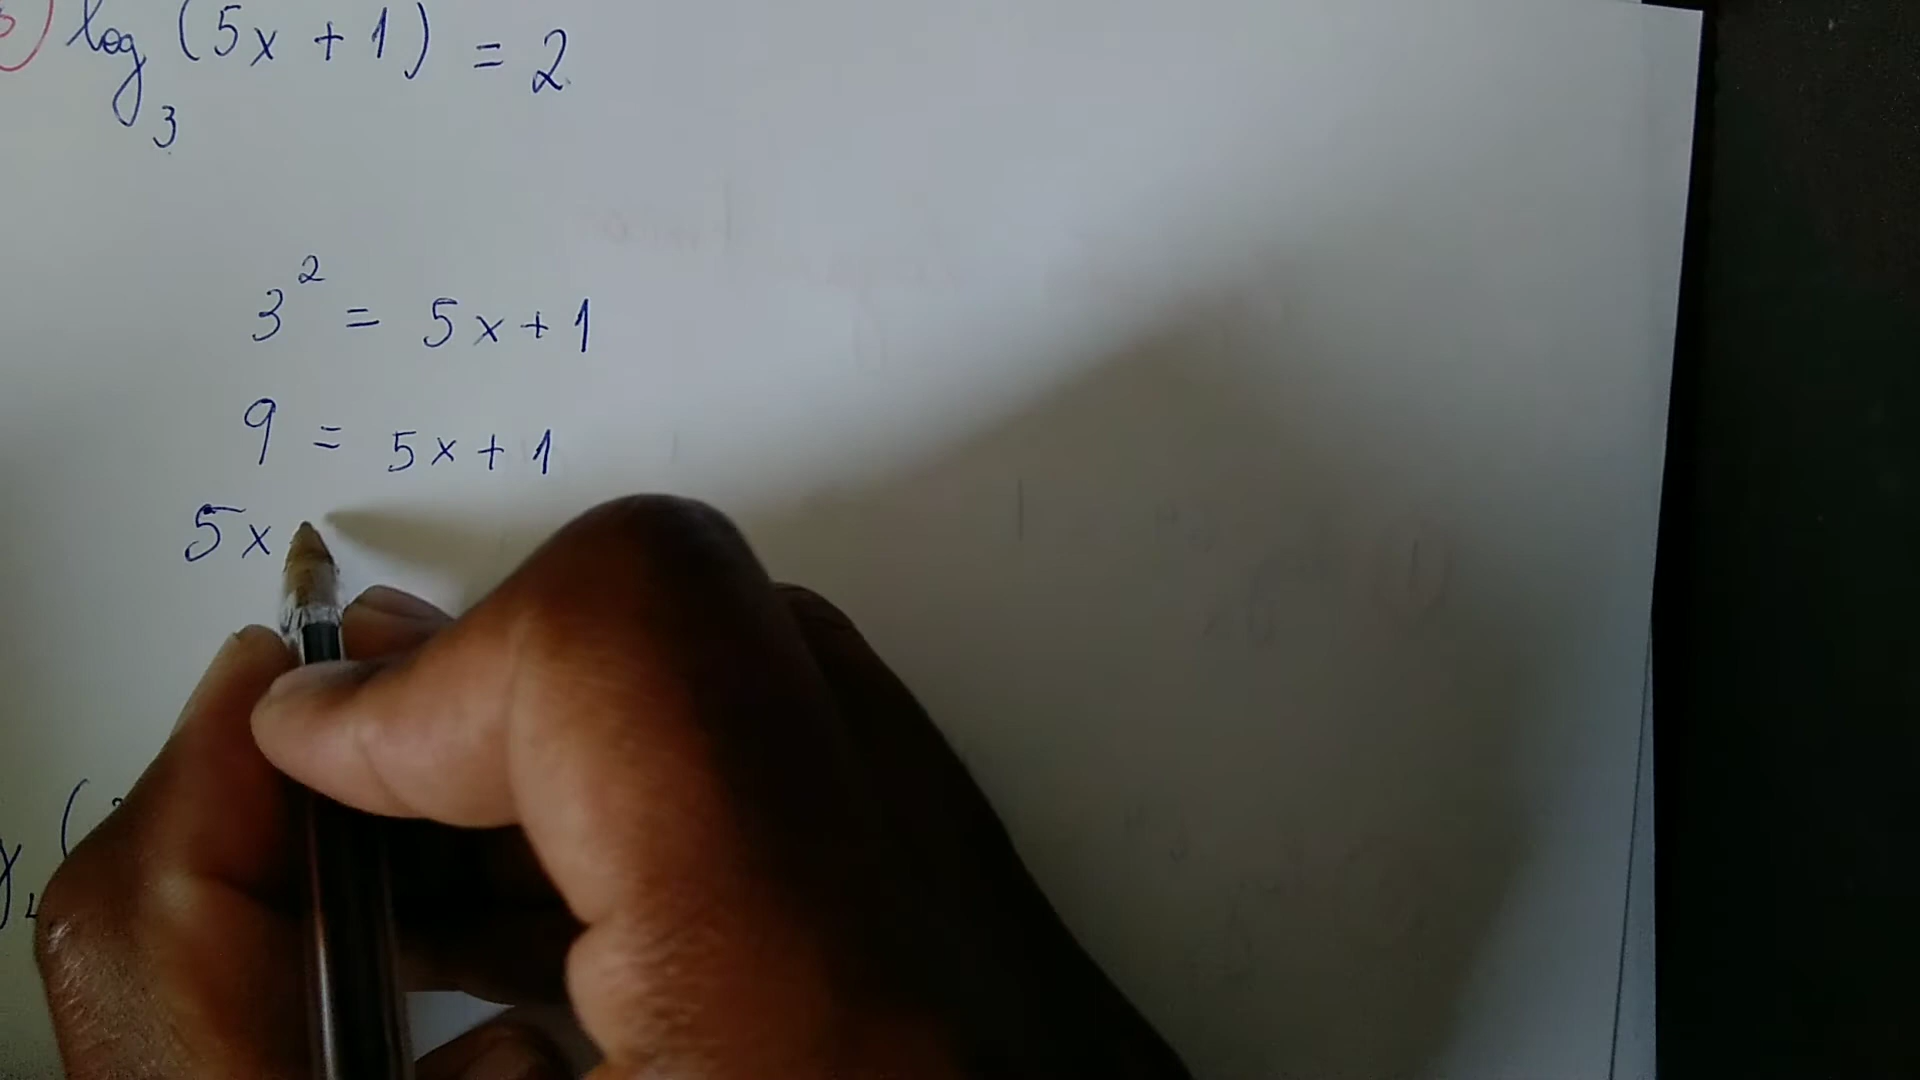 log₃ (5x + 1) = 2
3² = 5x + 1
9 = 5x + 1
5x